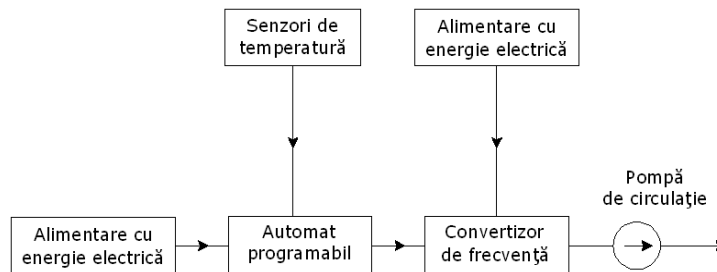 Senzori de
temperatură
Alimentare cu
energie electrică
Pompă
de circulaţie
Alimentare cu
energie electrică
Automat
programabil
Convertizor
de frecvenţă